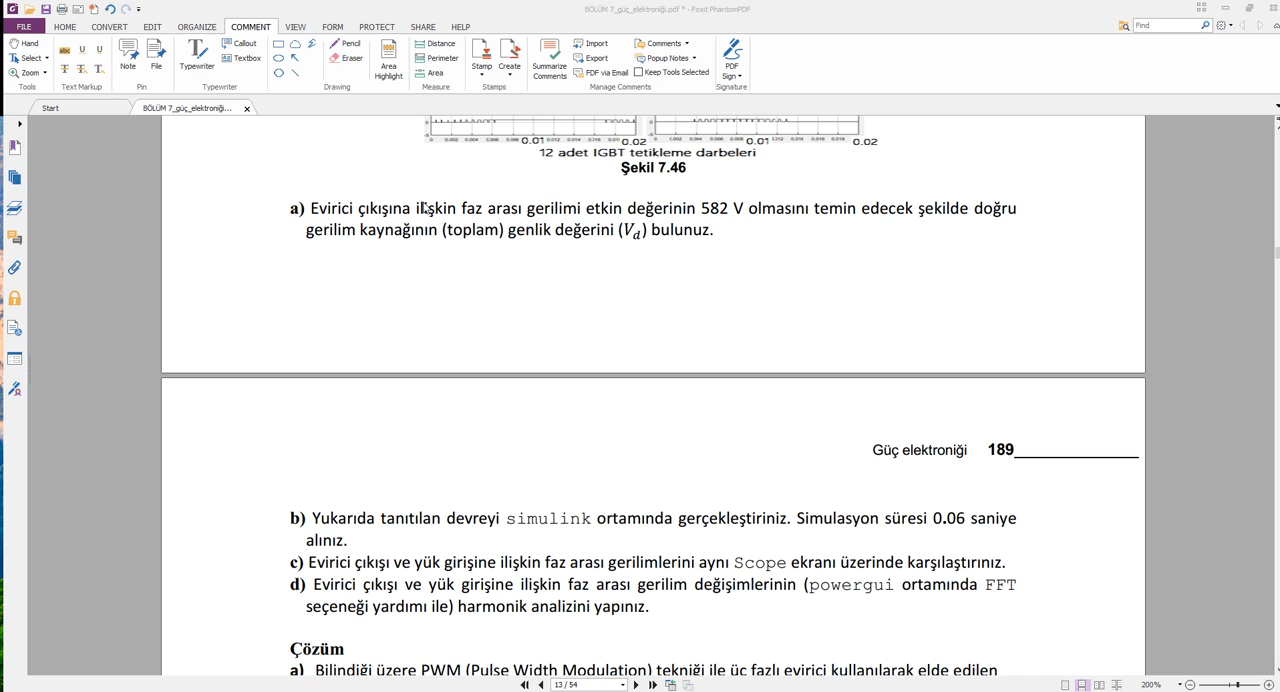 BÖLÜM 7_güç_elektroniği.pdf * - Foxit PhantomPDF
FILE HOME CONVERT EDIT ORGANIZE COMMENT VIEW FORM PROTECT SHARE HELP
Find
Hand
Select
Zoom
Tools
Text Markup
Note
File
Pin
Typewriter
Callout
Textbox
Typewriter
Pencil
Eraser
Area Highlight
Drawing
Distance
Perimeter
Area
Measure
Stamp
Create
Stamps
Summarize Comments
Import
Export
FDF via Email
Comments
Popup Notes
Keep Tools Selected
Manage Comments
PDF Sign
Signature
Start
BÖLÜM 7_güç_elektroniği...
0.01 0.02 0.01 0.02
12 adet IGBT tetikleme darbeleri
Şekil 7.46
a) Evirici çıkışına ilişkin faz arası gerilimi etkin değerinin 582 V olmasını temin edecek şekilde doğru
gerilim kaynağının (toplam) genlik değerini (Vd) bulunuz.
Güç elektroniği 189
b) Yukarıda tanıtılan devreyi simulink ortamında gerçekleştiriniz. Simulasyon süresi 0.06 saniye
alınız.
c) Evirici çıkışı ve yük girişine ilişkin faz arası gerilimlerini aynı Scope ekranı üzerinde karşılaştırınız.
d) Evirici çıkışı ve yük girişine ilişkin faz arası gerilim değişimlerinin (powergui ortamında FFT
seçeneği yardımı ile) harmonik analizini yapınız.
Çözüm
a) Bilindiği üzere PWM (Pulse Width Modulation) tekniği ile üç fazlı evirici kullanılarak elde edilen
13 / 54
200%